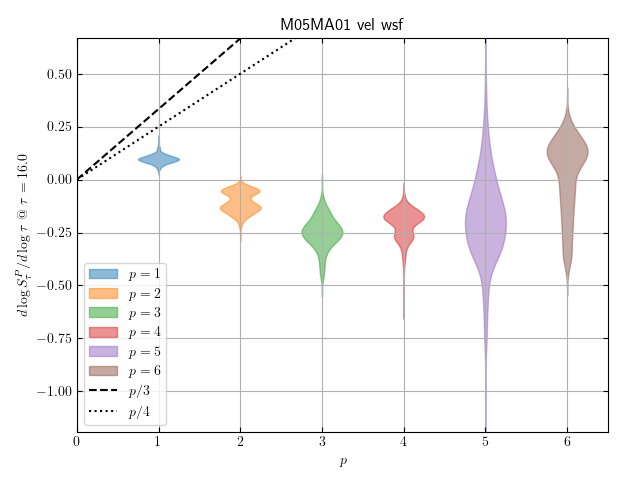 M05MA01 vel wsf
d log S_τ^P/d log τ @ τ = 16.0
0.50
0.25
0.00
−0.25
−0.50
−0.75
−1.00
p = 1
p = 2
p = 3
p = 4
p = 5
p = 6
p/3
p/4
0 1 2 3 4 5 6
p